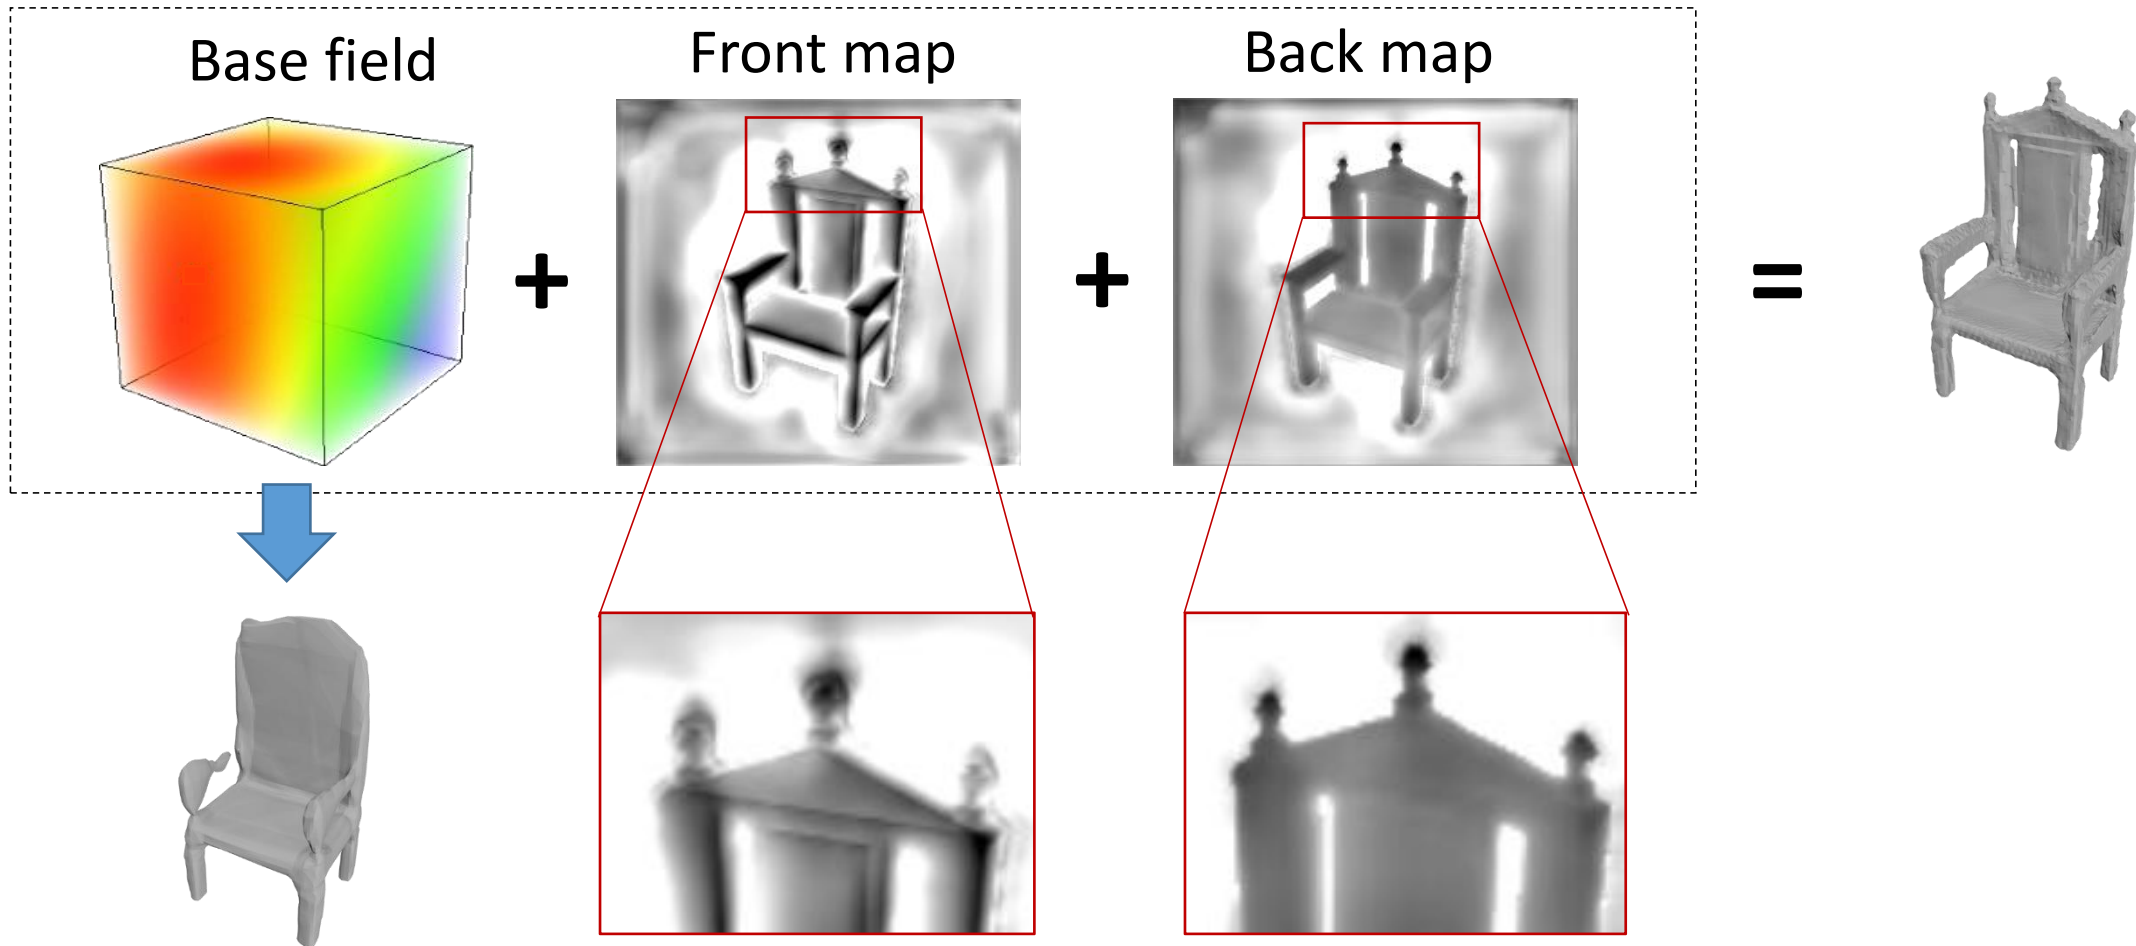 Base field
Front map
Back map
+
+
=